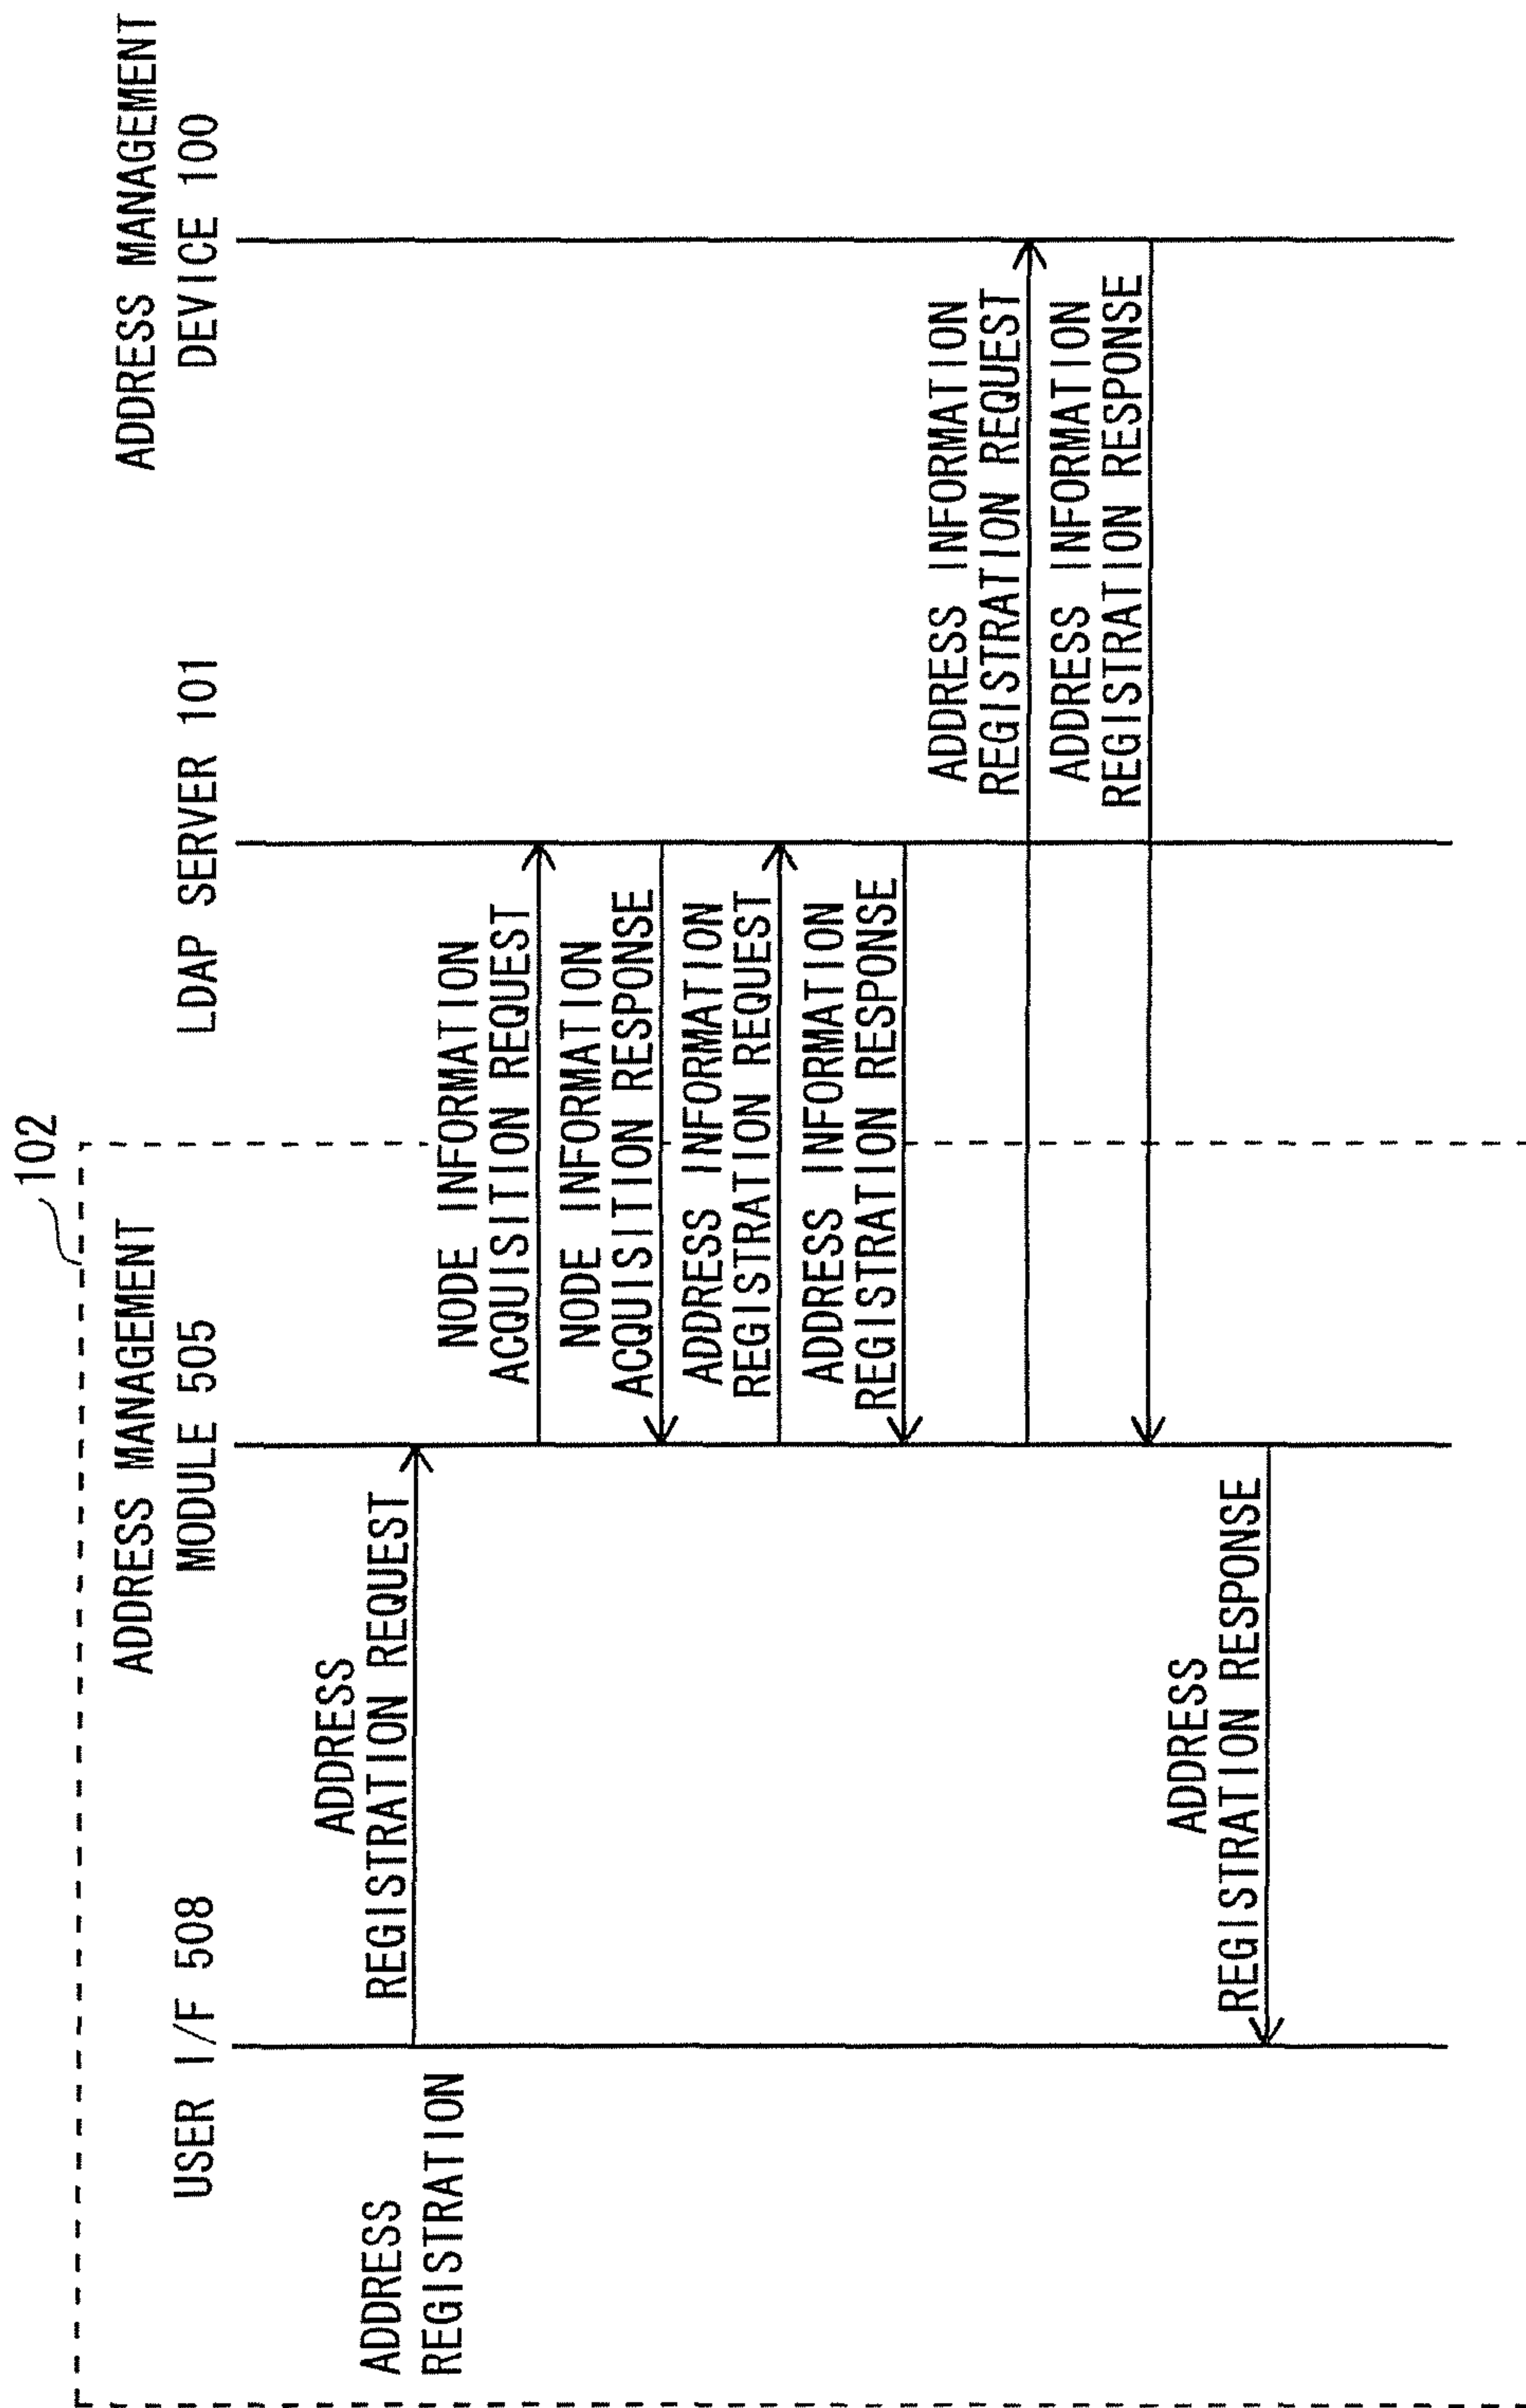 102
USER I/F 508
ADDRESS MANAGEMENT
MODULE 505
LDAP SERVER 101
ADDRESS MANAGEMENT
DEVICE 100
ADDRESS
REGISTRATION
ADDRESS
REGISTRATION REQUEST
NODE INFORMATION
ACQUISITION REQUEST
NODE INFORMATION
ACQUISITION RESPONSE
ADDRESS INFORMATION
REGISTRATION REQUEST
ADDRESS INFORMATION
REGISTRATION RESPONSE
ADDRESS INFORMATION
REGISTRATION REQUEST
ADDRESS INFORMATION
REGISTRATION RESPONSE
ADDRESS
REGISTRATION RESPONSE